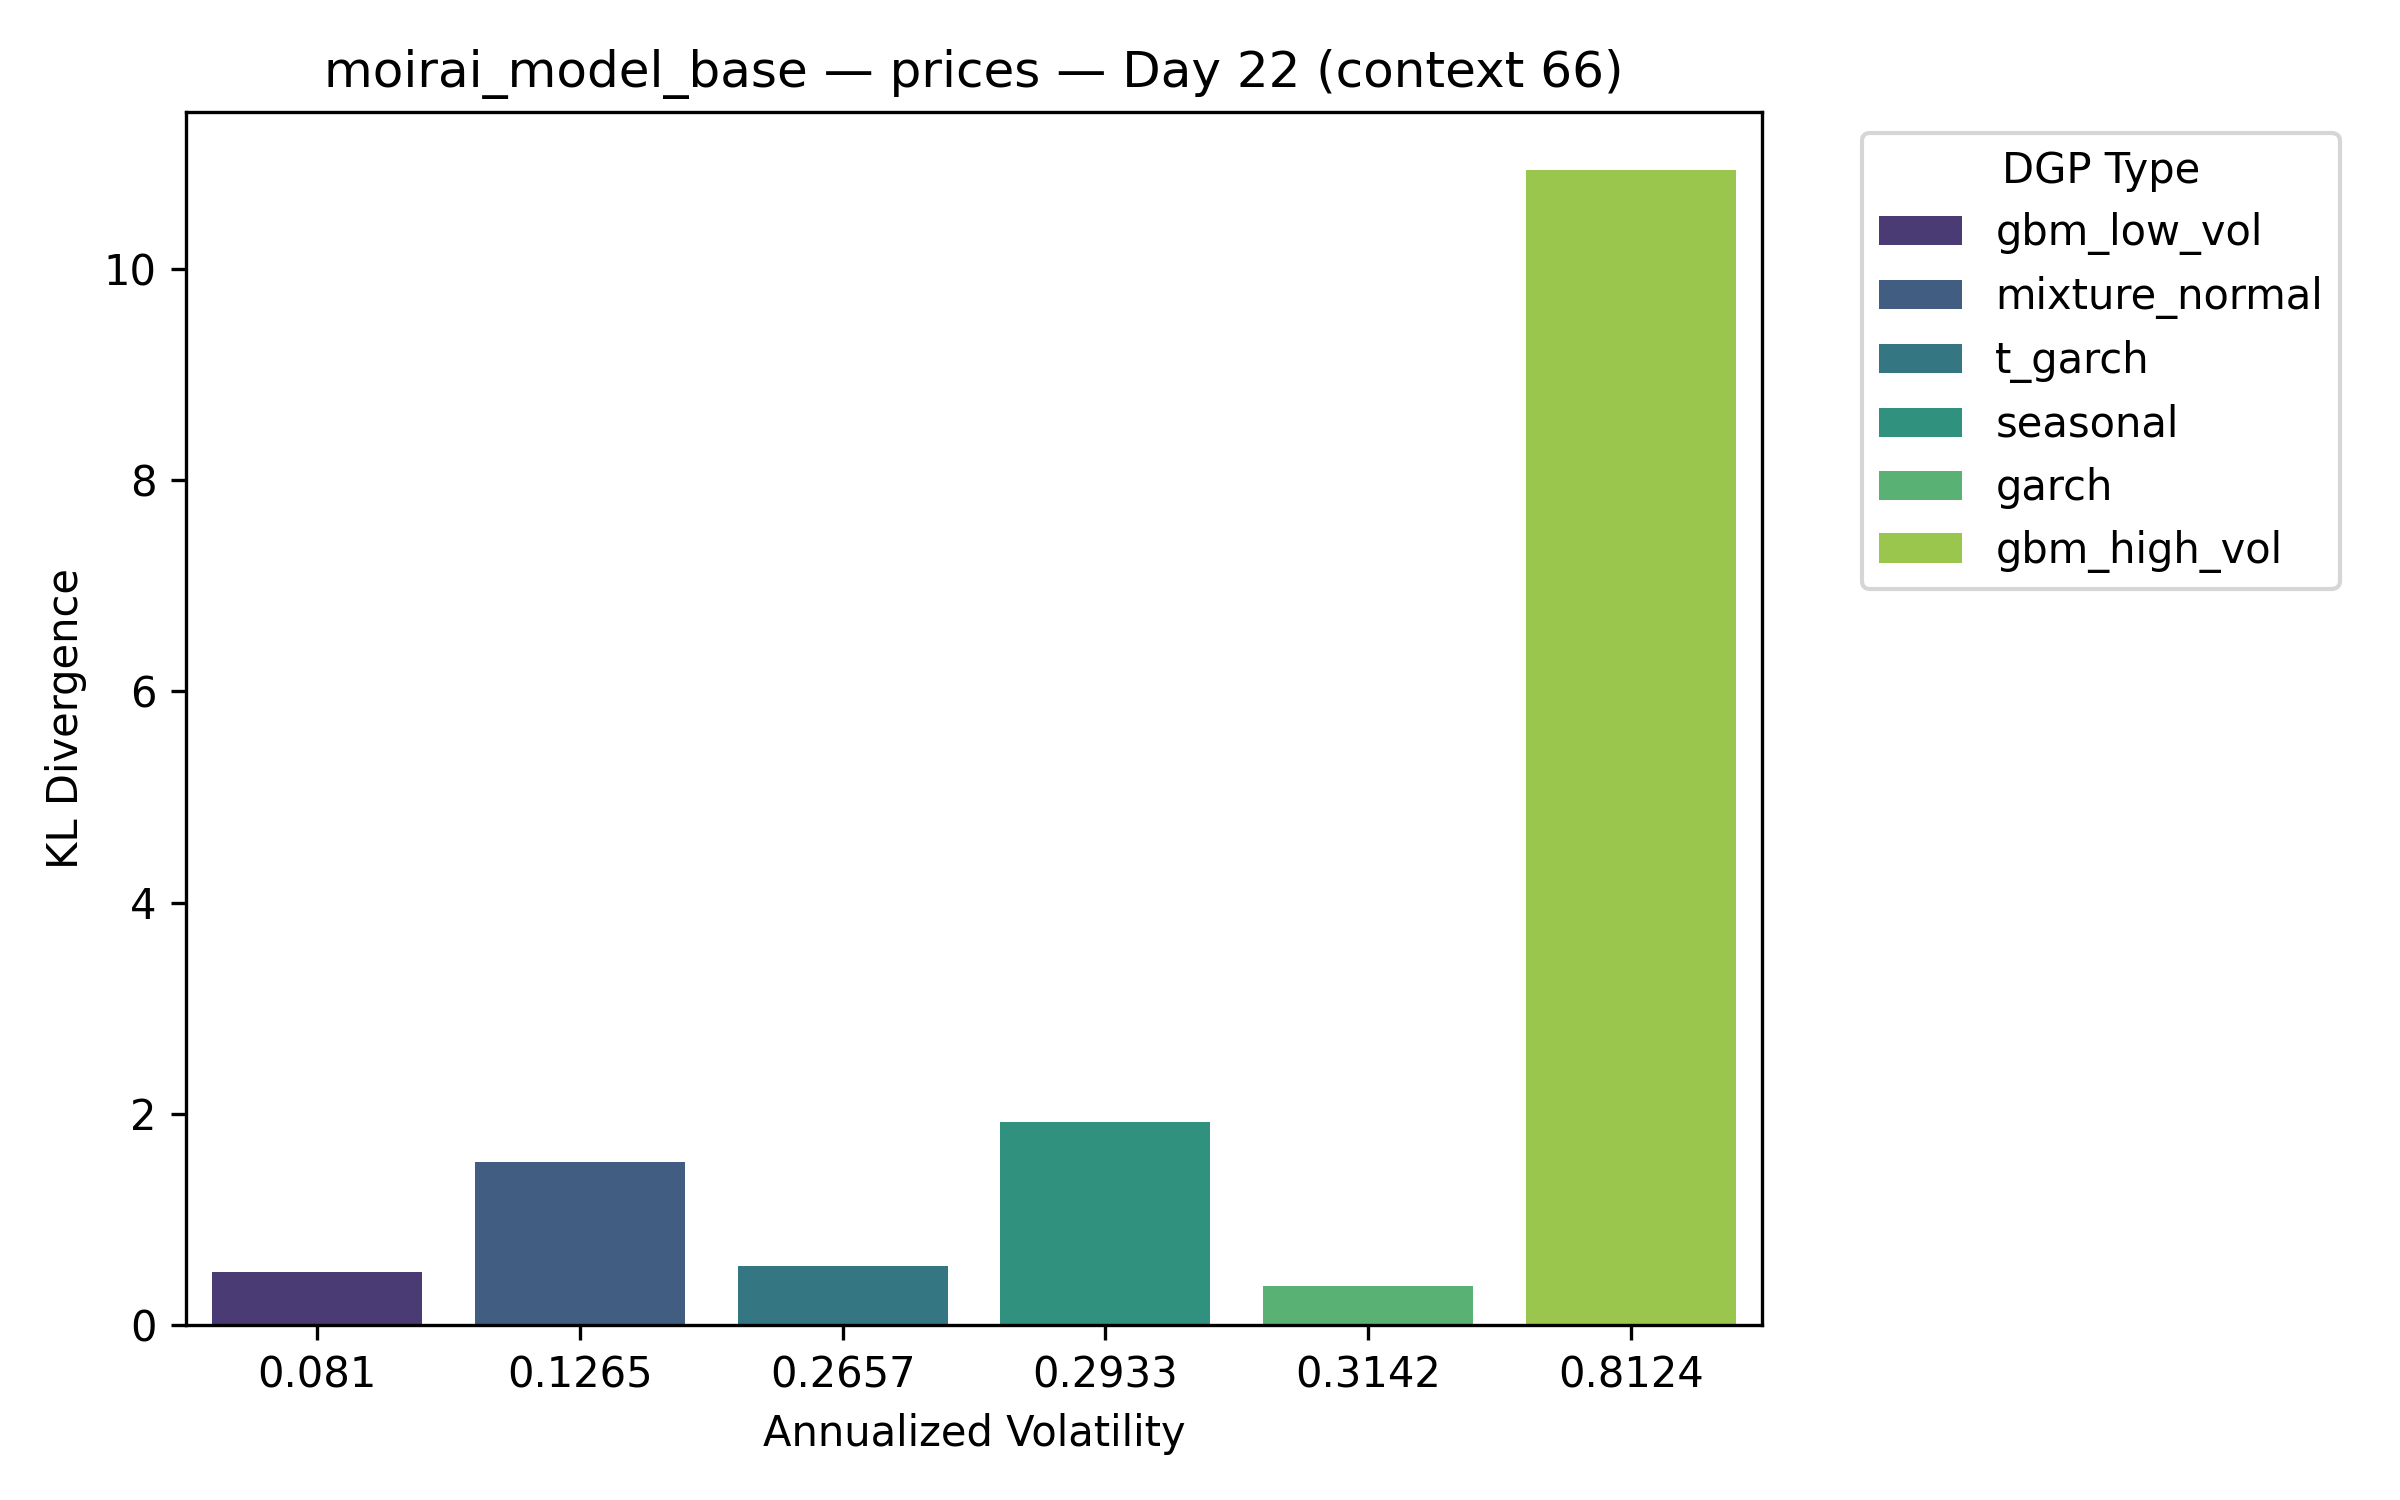 moirai_model_base — prices — Day 22 (context 66)
KL Divergence
10
8
6
4
2
0
0.081 0.1265 0.2657 0.2933 0.3142 0.8124
Annualized Volatility
DGP Type
gbm_low_vol
mixture_normal
t_garch
seasonal
garch
gbm_high_vol